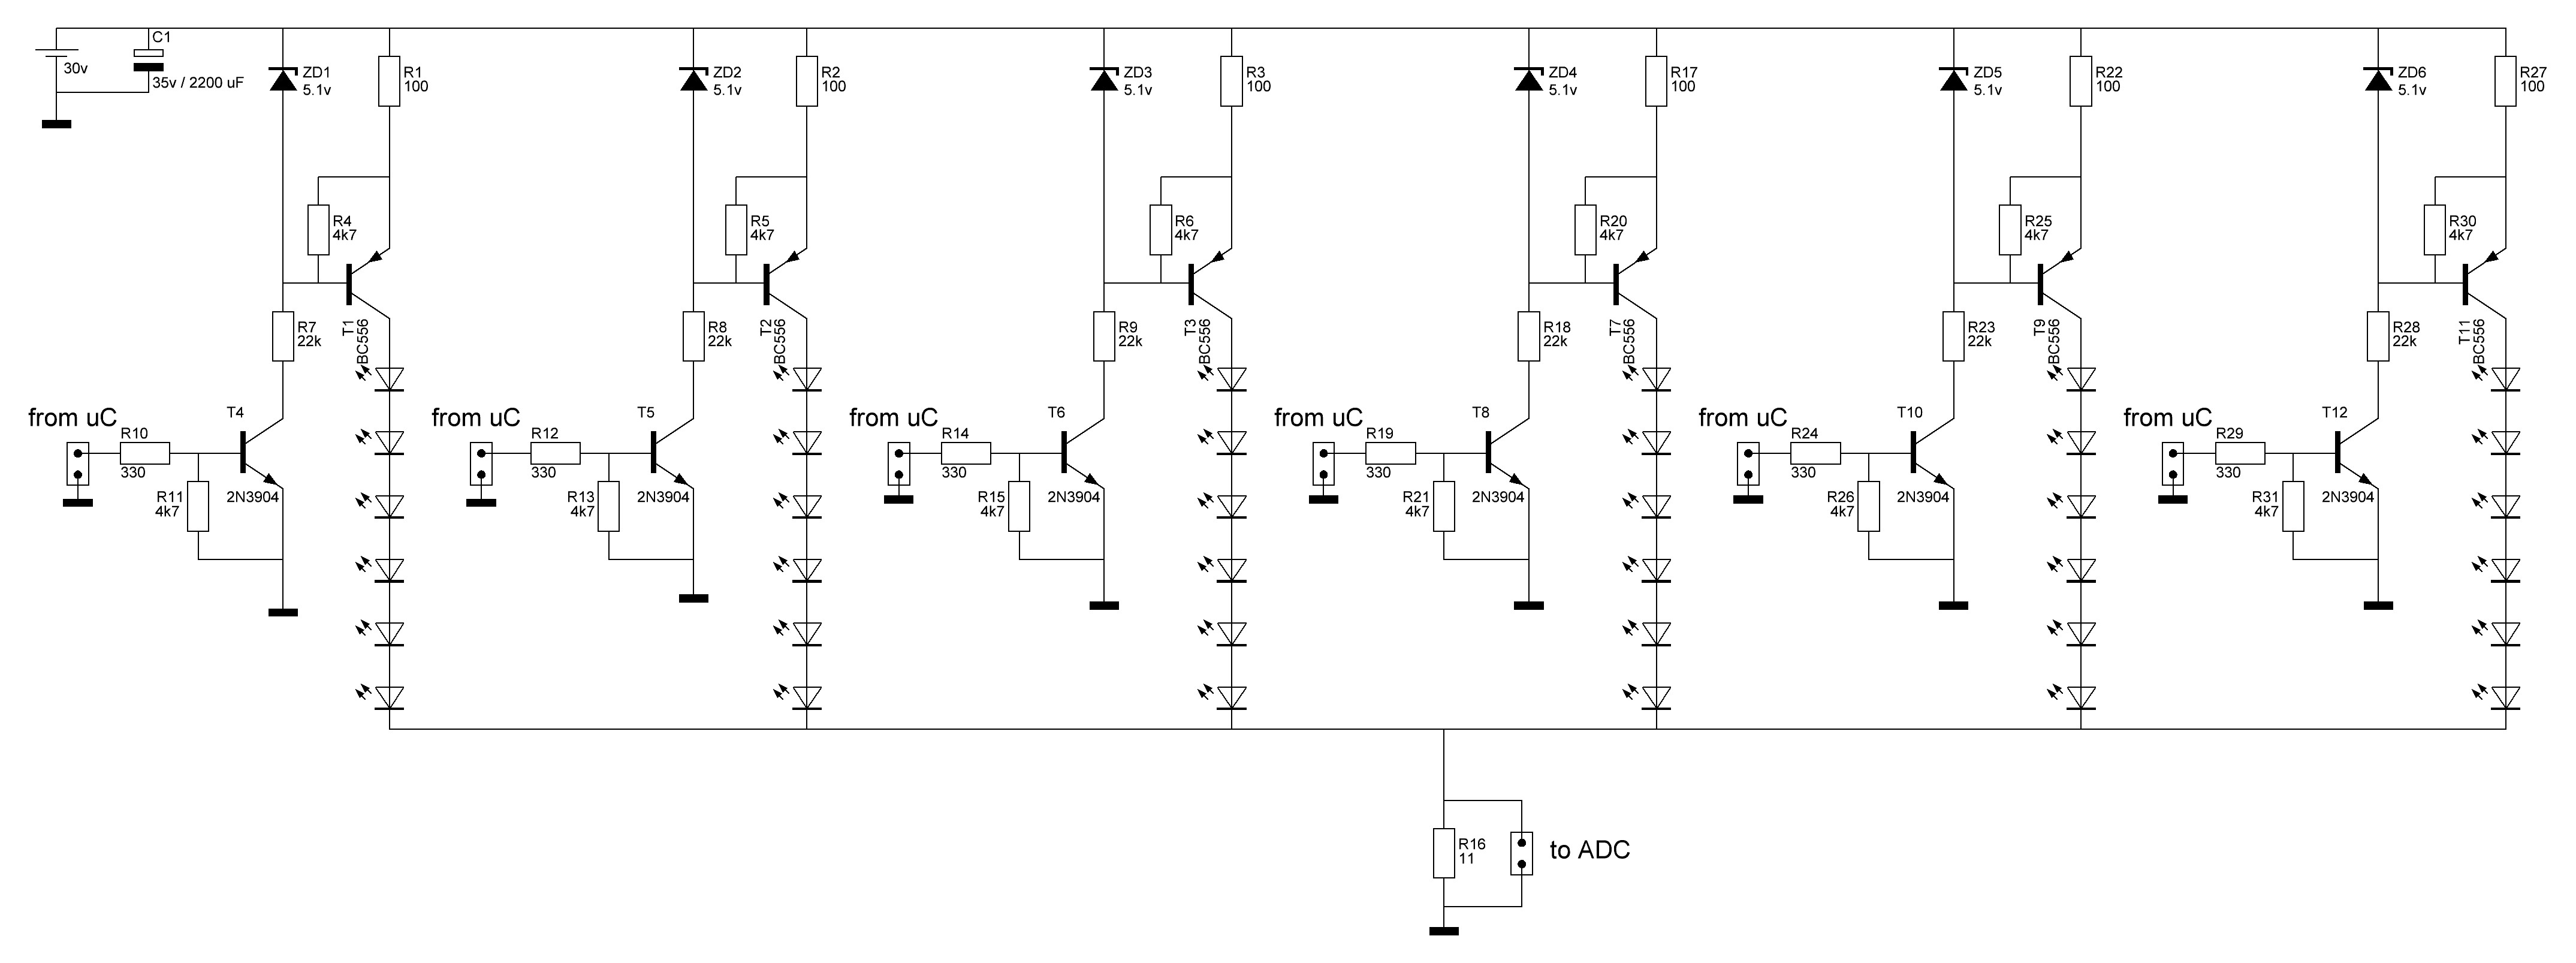 C1
30v
35v / 2200 uF
ZD1
5.1v
R1
100
ZD2
5.1v
R2
100
ZD3
5.1v
R3
100
ZD4
5.1v
R17
100
ZD5
5.1v
R22
100
ZD6
5.1v
R27
100
R4
4k7
R5
4k7
R6
4k7
R20
4k7
R25
4k7
R30
4k7
R7
22k
T1
BC556
R8
22k
T2
BC556
R9
22k
T3
BC556
R18
22k
T7
BC556
R23
22k
T9
BC556
R28
22k
T11
BC556
from uC
R10
330
R11
4k7
T4
2N3904
from uC
R12
330
R13
4k7
T5
2N3904
from uC
R14
330
R15
4k7
T6
2N3904
from uC
R19
330
R21
4k7
T8
2N3904
from uC
R24
330
R26
4k7
T10
2N3904
from uC
R29
330
R31
4k7
T12
2N3904
R16
11
to ADC